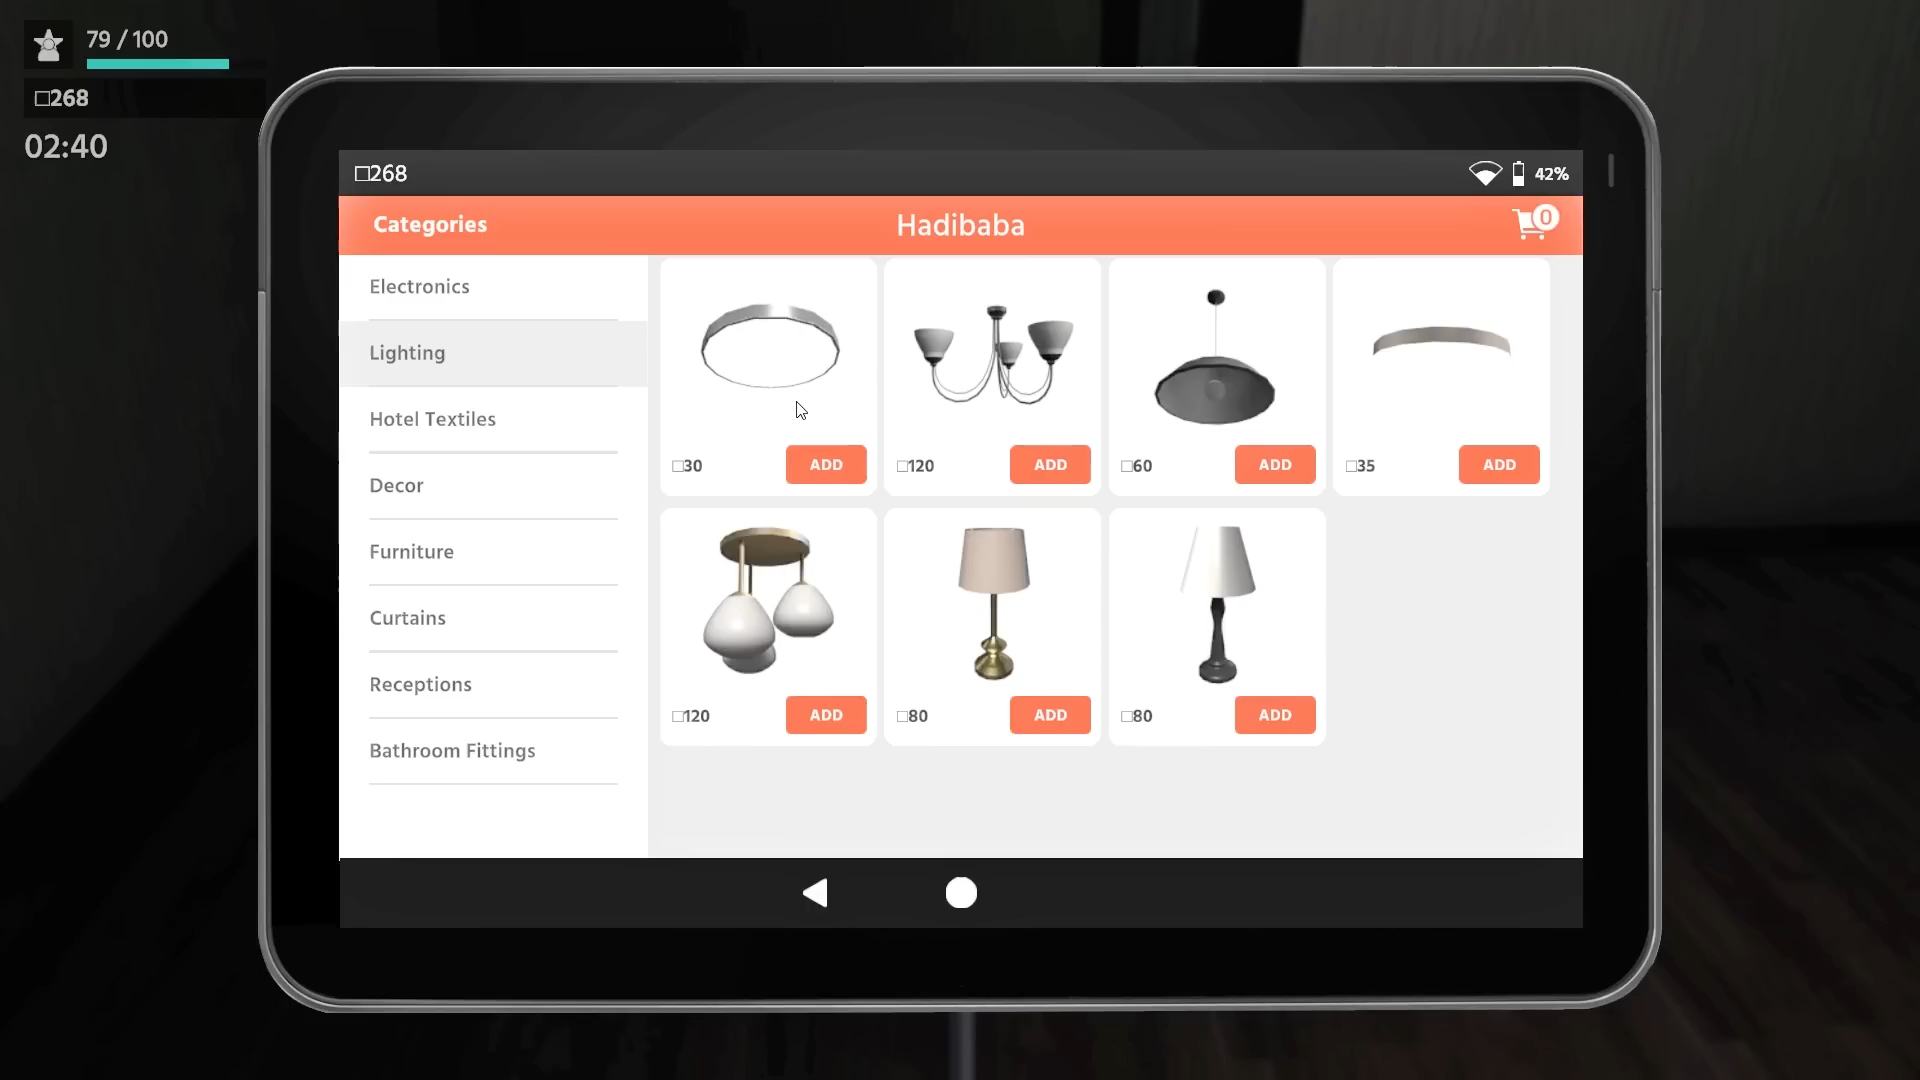 79 / 100
□268
02:40
□268
42%
Categories
Hadibaba
0
Electronics
Lighting
Hotel Textiles
Decor
Furniture
Curtains
Receptions
Bathroom Fittings
□30 ADD
□120 ADD
□60 ADD
□35 ADD
□120 ADD
□80 ADD
□80 ADD